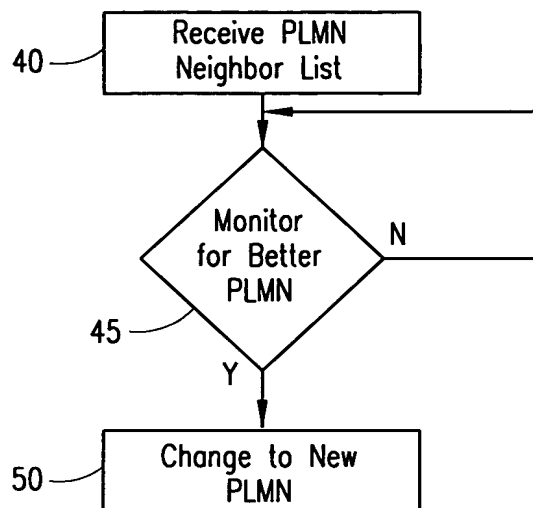 Receive PLMN
Neighbor List
40
Monitor
for Better
PLMN
N
45
Y
Change to New
PLMN
50